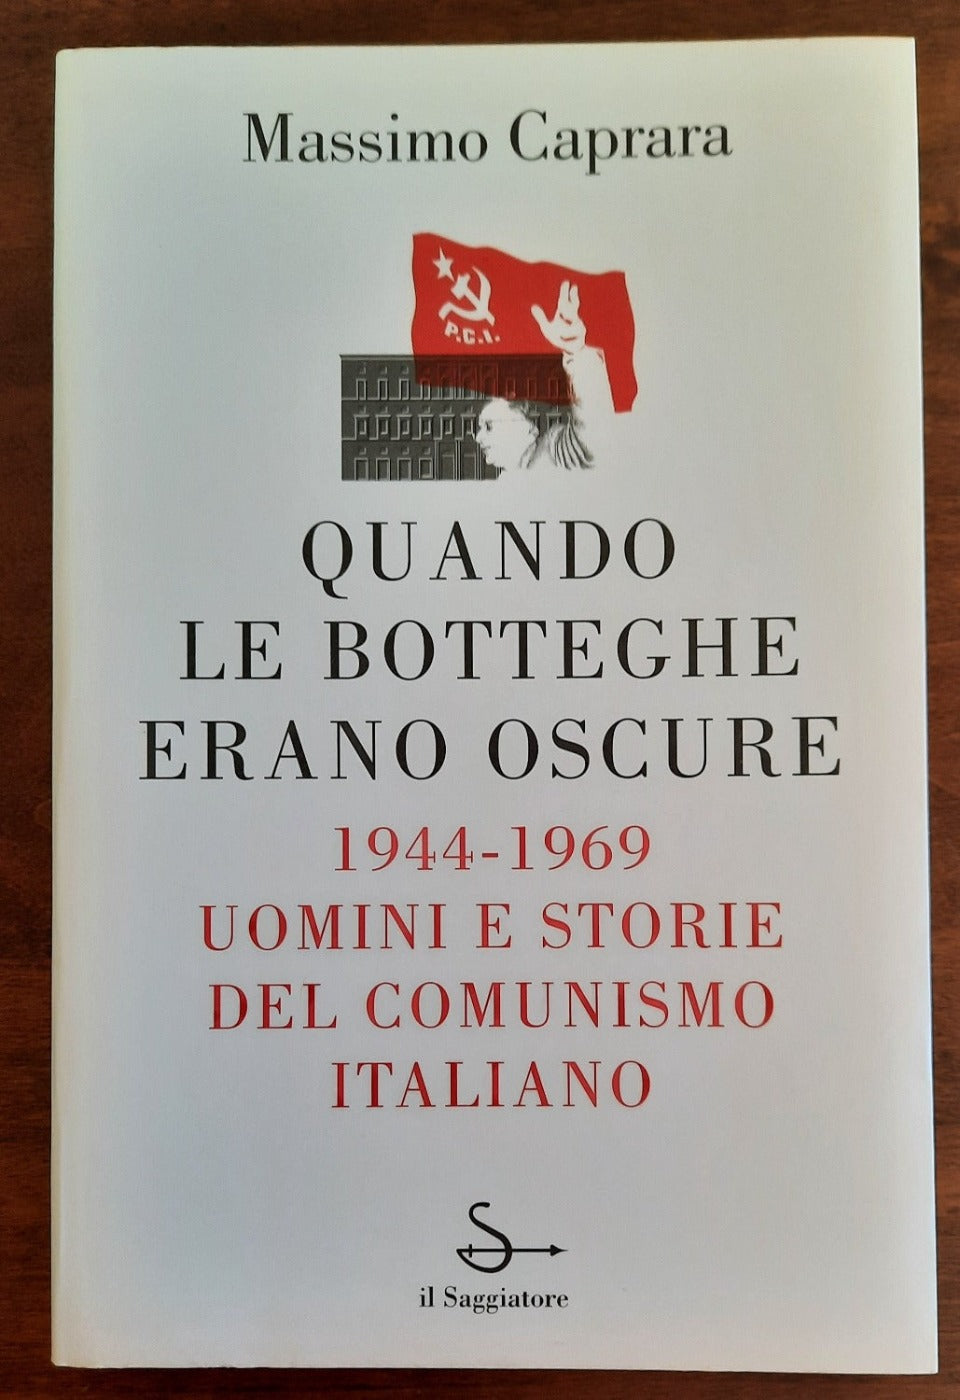 Massimo Caprara
P.C.I.
QUANDO
LE BOTTEGHE
ERANO OSCURE
1944-1969
UOMINI E STORIE
DEL COMUNISMO
ITALIANO
il Saggiatore